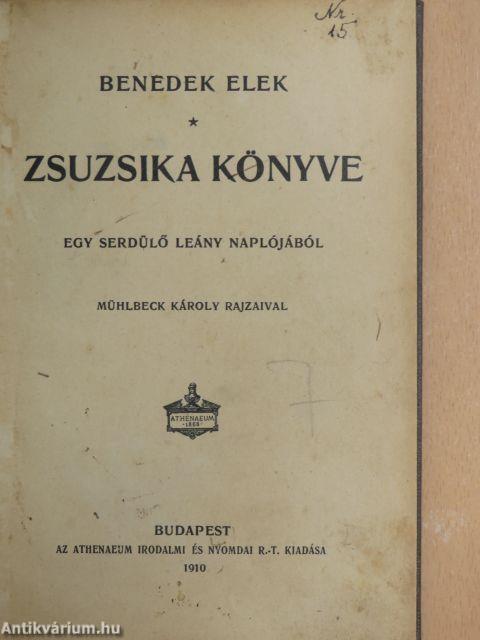 Nr.
15
BENEDEK ELEK
*
ZSUZSIKA KÖNYVE
EGY SERDÜLŐ LEÁNY NAPLÓJÁBÓL
MÜHLBECK KÁROLY RAJZAIVAL
7
ATHENAEUM
1868
BUDAPEST
AZ ATHENAEUM IRODALMI ÉS NYOMDAI R.-T. KIADÁSA
1910
Antikvárium.hu